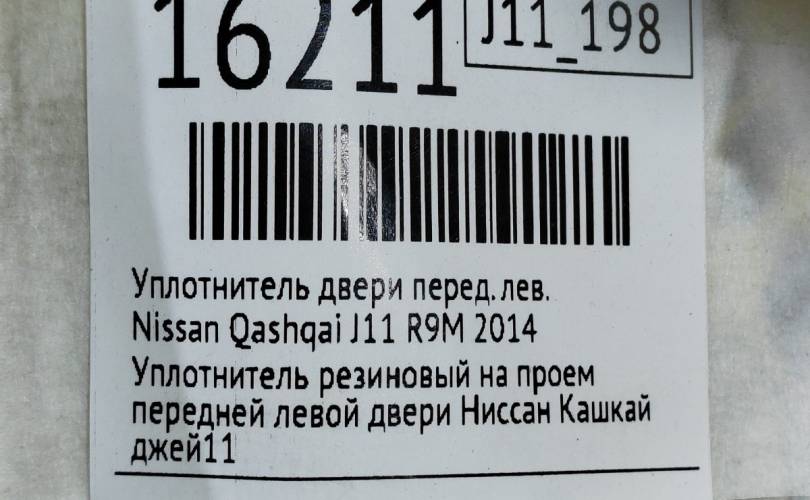 16211
J11_198
Уплотнитель двери перед. лев.
Nissan Qashqai J11 R9M 2014
Уплотнитель резиновый на проем
передней левой двери Ниссан Кашкай
джей11